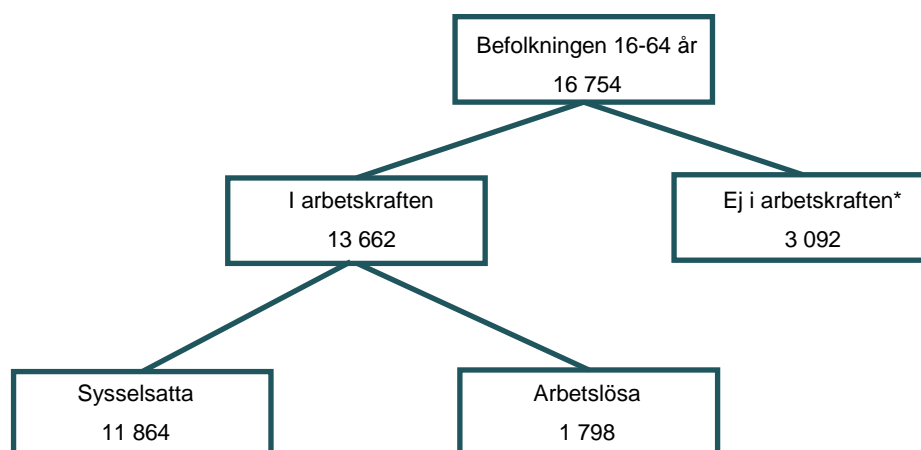 Befolkningen 16-64 år
16 754
I arbetskraften
13 662
Ej i arbetskraften*
3 092
Sysselsatta
11 864
Arbetslösa
1 798